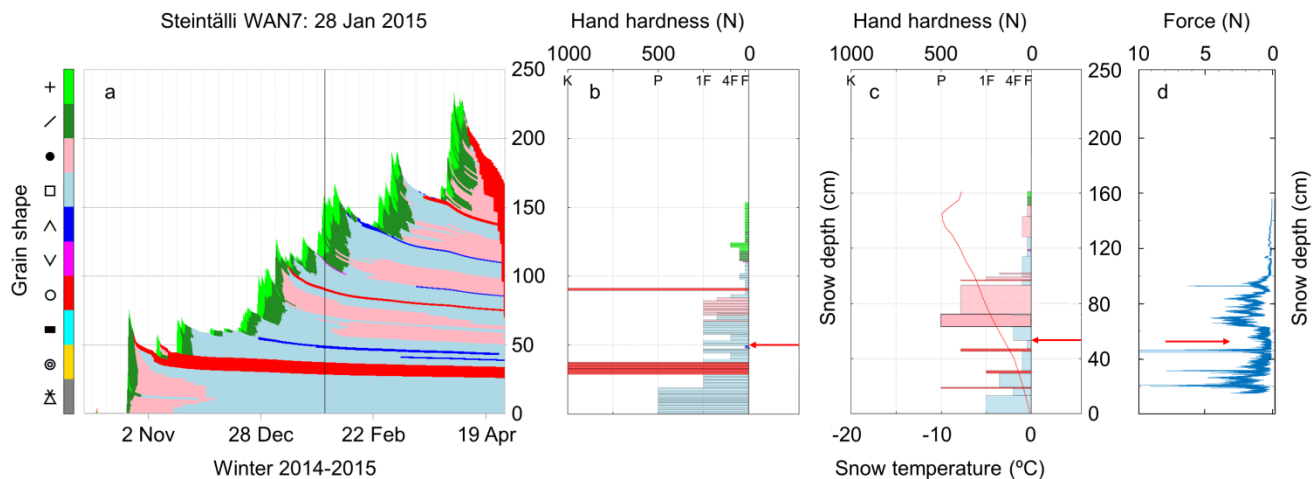 Steintälli WAN7: 28 Jan 2015
Hand hardness (N)
Hand hardness (N)
Force (N)
1000 500 0
1000 500 0
10 5 0
250
K P 1F 4F F
K P 1F 4F F
250
a
b
c
d
200
200
160
150
120
100
80
50
40
0
0
Grain shape
Snow depth (cm)
Snow depth (cm)
2 Nov 28 Dec 22 Feb 19 Apr
-20 -10 0
Winter 2014-2015
Snow temperature (ºC)